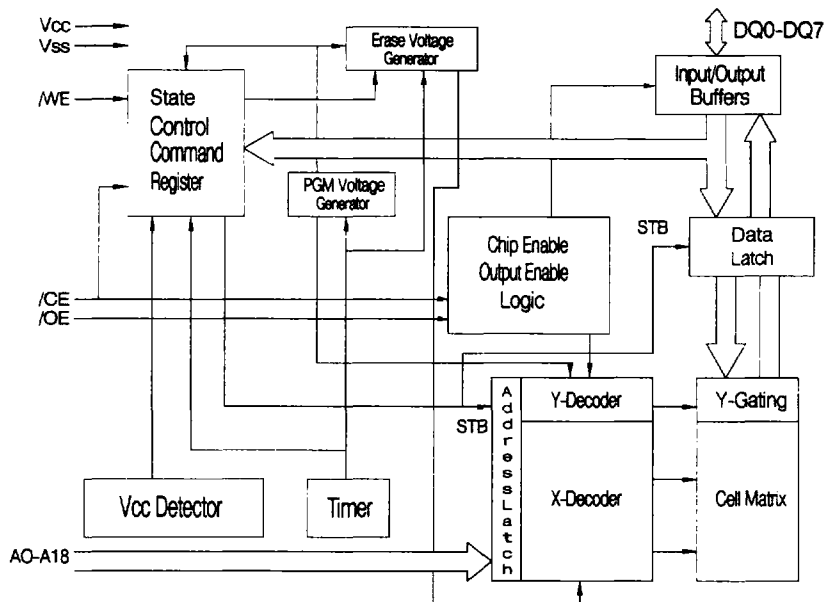 Vcc
Vss
Erase Voltage
Generator
DQ0-DQ7
Input/Output
Buffers
/WE
State
Control
Command
Register
PGM Voltage
Generator
STB
Data
Latch
Chip Enable
Output Enable
Logic
/CE
/OE
AddressLatch
Y-Decoder
Y-Gating
STB
X-Decoder
Cell Matrix
Vcc Detector
Timer
A0-A18